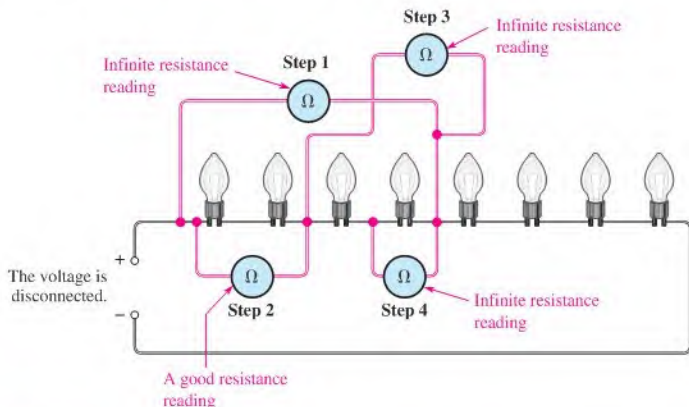 Step 3
Infinite resistance
reading
Ω
Step 1
Infinite resistance
reading
Ω
+
The voltage is
disconnected.
−
Ω
Step 2
Ω
Step 4
Infinite resistance
reading
A good resistance
reading